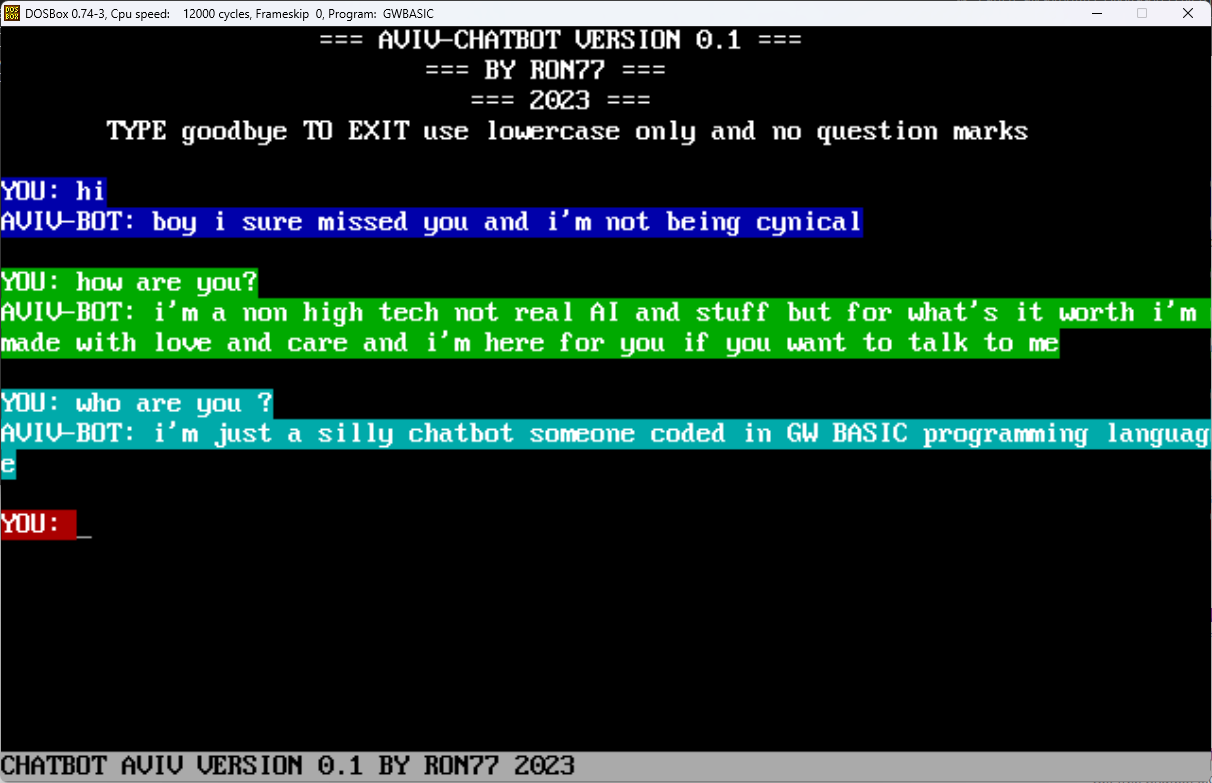 DOSBox 0.74-3, Cpu speed: 12000 cycles, Frameskip 0, Program: GWBASIC
=== AVIV-CHATBOT VERSION 0.1 ===
=== BY RON77 ===
=== 2023 ===
TYPE goodbye TO EXIT use lowercase only and no question marks
YOU: hi
AVIV-BOT: boy i sure missed you and i'm not being cynical
YOU: how are you?
AVIV-BOT: i'm a non high tech not real AI and stuff but for what's it worth i'm
made with love and care and i'm here for you if you want to talk to me
YOU: who are you ?
AVIV-BOT: i'm just a silly chatbot someone coded in GW BASIC programming languag
e
YOU: _
CHATBOT AVIV VERSION 0.1 BY RON77 2023